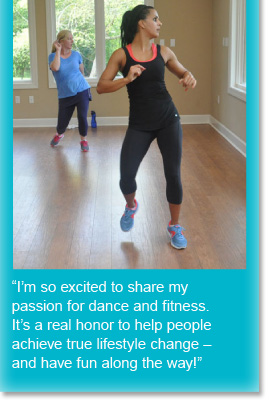 “I’m so excited to share my
passion for dance and fitness.
It’s a real honor to help people
achieve true lifestyle change –
and have fun along the way!”